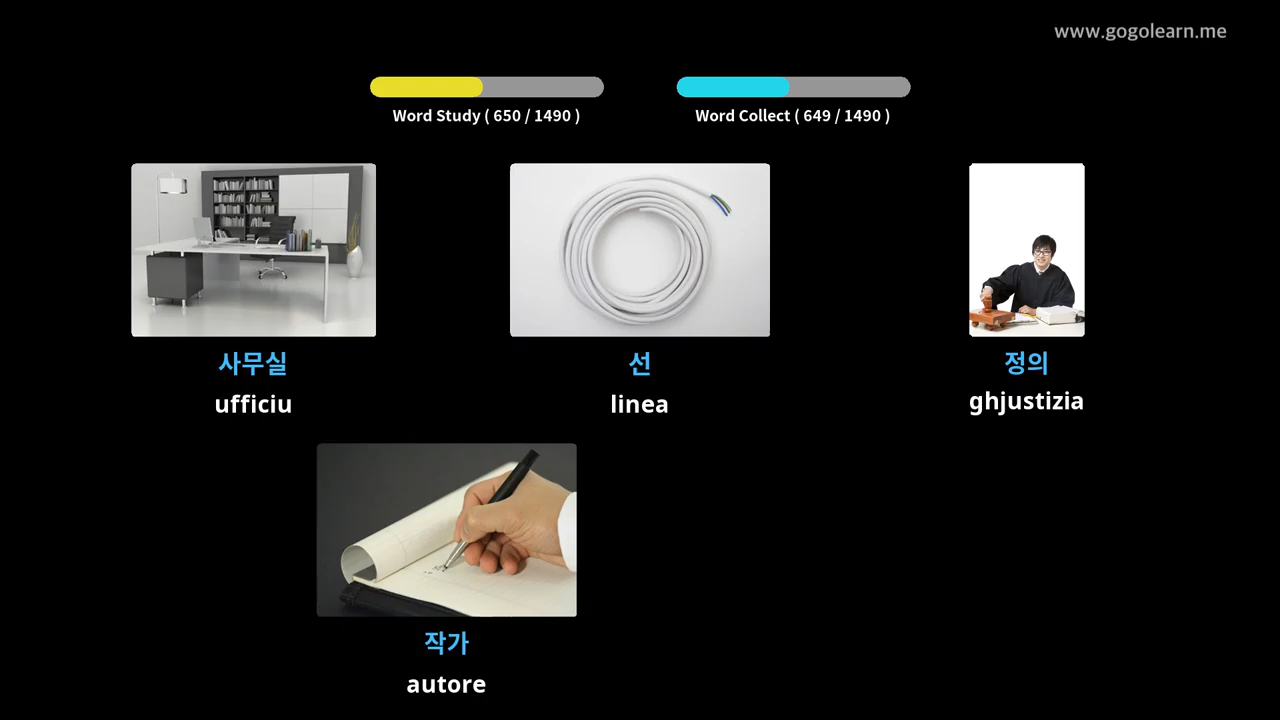 www.gogolearn.me
Word Study ( 650 / 1490 )
Word Collect ( 649 / 1490 )
사무실
ufficiu
선
linea
정의
ghjustizia
작가
autore